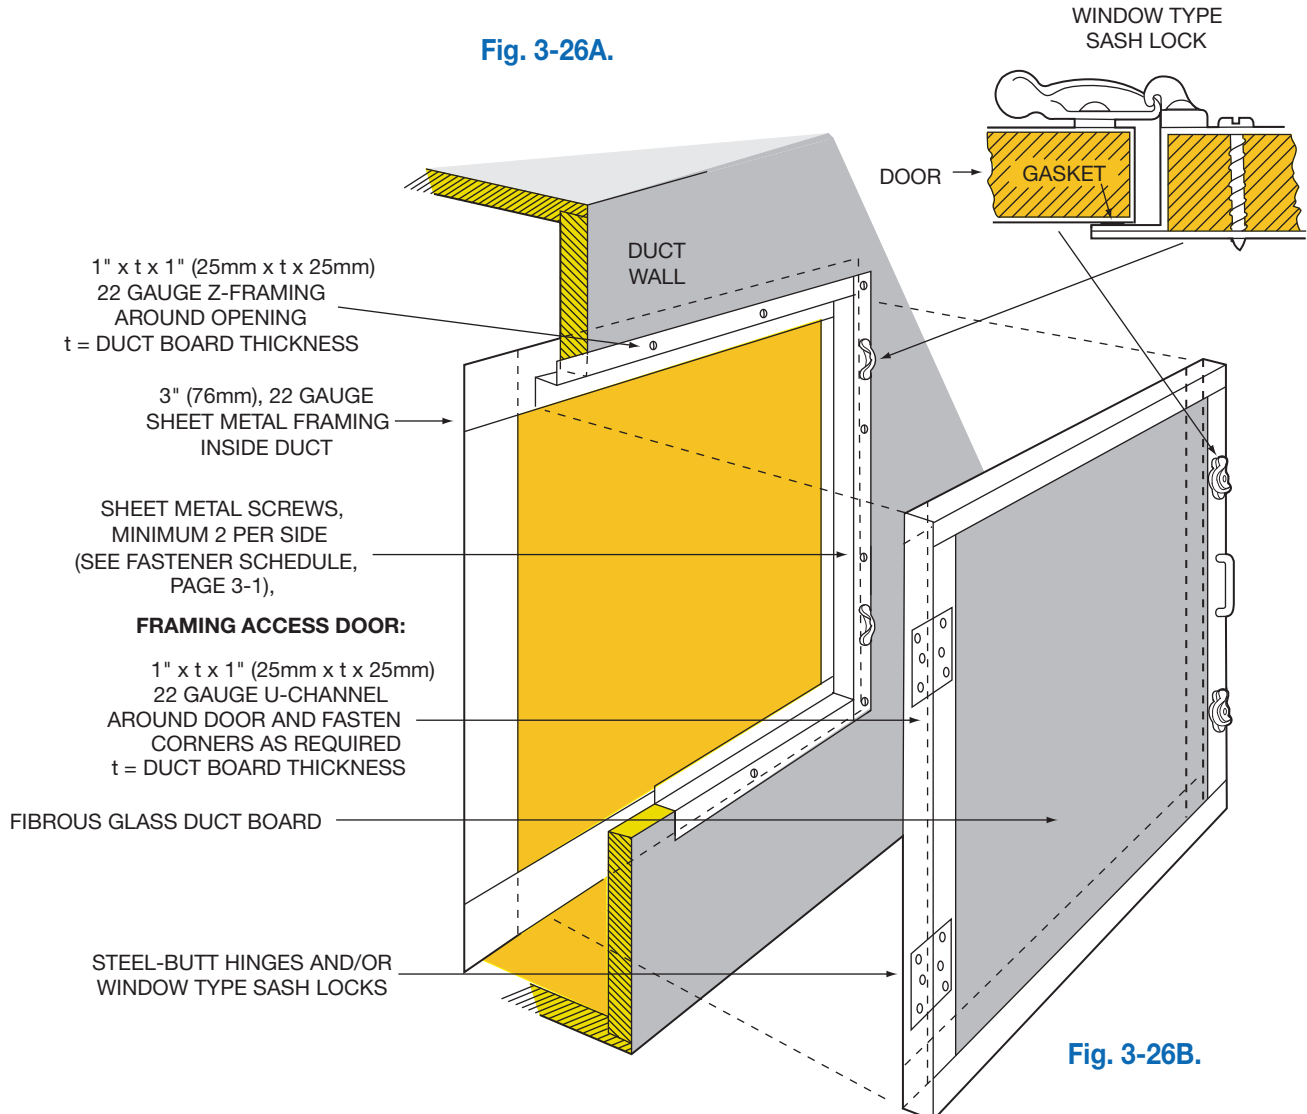 Fig. 3-26A.
WINDOW TYPE
SASH LOCK
DOOR
GASKET
DUCT
WALL
1" x t x 1" (25mm x t x 25mm)
22 GAUGE Z-FRAMING
AROUND OPENING
t = DUCT BOARD THICKNESS
3" (76mm), 22 GAUGE
SHEET METAL FRAMING
INSIDE DUCT
SHEET METAL SCREWS,
MINIMUM 2 PER SIDE
(SEE FASTENER SCHEDULE,
PAGE 3-1),
FRAMING ACCESS DOOR:
1" x t x 1" (25mm x t x 25mm)
22 GAUGE U-CHANNEL
AROUND DOOR AND FASTEN
CORNERS AS REQUIRED
t = DUCT BOARD THICKNESS
FIBROUS GLASS DUCT BOARD
STEEL-BUTT HINGES AND/OR
WINDOW TYPE SASH LOCKS
Fig. 3-26B.